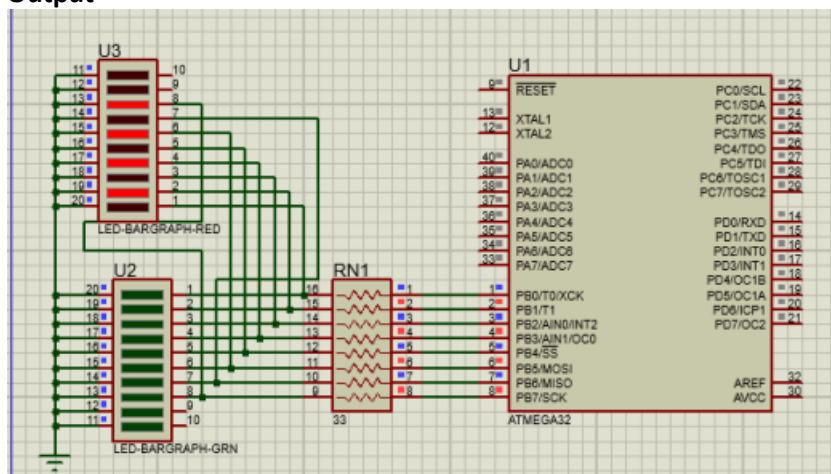 Output
U3
11 10
12 9
13 8
14 7
15 6
16 5
17 4
18 3
19 2
20 1
LED-BARGRAPH-RED
U2
20 1
19 2
18 3
17 4
16 5
15 6
14 7
13 8
12 9
11 10
LED-BARGRAPH-GRN
RN1
16 1
15 2
14 3
13 4
12 5
11 6
10 7
9 8
33
U1
9 RESET PC0/SCL 22
PC1/SDA 23
13 XTAL1 PC2/TCK 24
12 XTAL2 PC3/TMS 25
PC4/TDO 26
40 PA0/ADC0 PC5/TDI 27
39 PA1/ADC1 PC6/TOSC1 28
38 PA2/ADC2 PC7/TOSC2 29
37 PA3/ADC3
36 PA4/ADC4 PD0/RXD 14
35 PA5/ADC5 PD1/TXD 15
34 PA6/ADC6 PD2/INT0 16
33 PA7/ADC7 PD3/INT1 17
PD4/OC1B 18
1 PB0/T0/XCK PD5/OC1A 19
2 PB1/T1 PD6/ICP1 20
3 PB2/AIN0/INT2 PD7/OC2 21
4 PB3/AIN1/OC0
5 PB4/SS
6 PB5/MOSI
7 PB6/MISO AREF 32
8 PB7/SCK AVCC 30
ATMEGA32